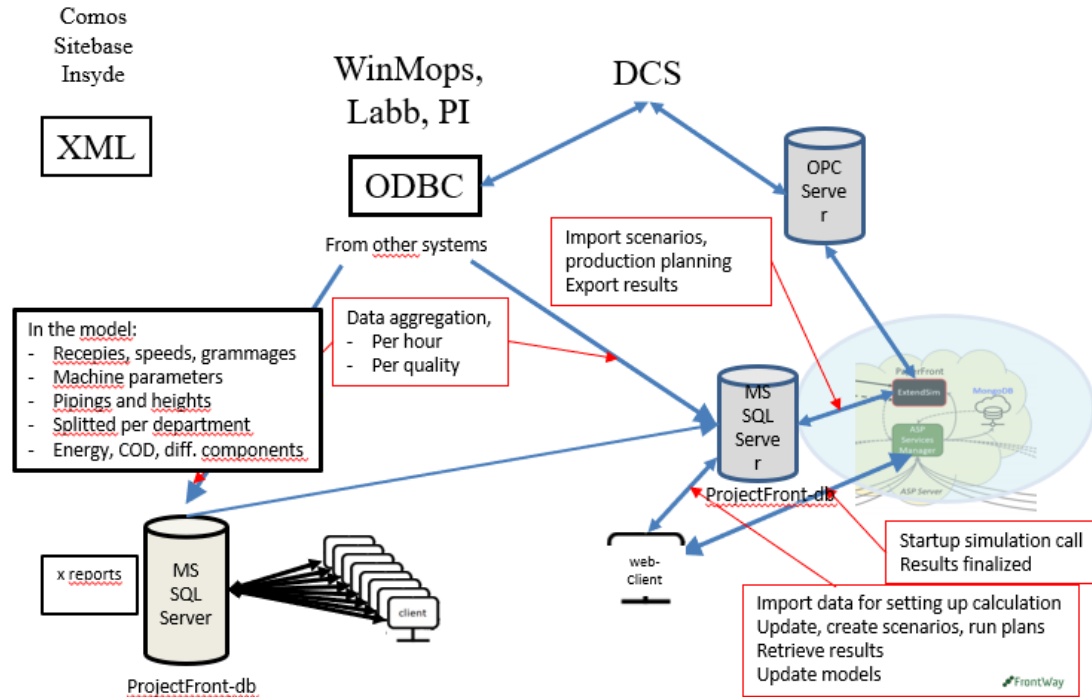 Comos
Sitebase
Insyde
XML
WinMops,
Labb, PI
ODBC
From other systems
DCS
OPC
Serve
r
Import scenarios,
production planning
Export results
In the model:
- Recepies, speeds, grammages
- Machine parameters
- Pipings and heights
- Splitted per department
- Energy, COD, diff. components
Data aggregation,
- Per hour
- Per quality
MS
SQL
Serve
r
ProjectFront-db
ExtendSim
MongoDB
ASP
Services
Manager
ASP Server
x reports
MS
SQL
Server
ProjectFront-db
client
web-
Client
Startup simulation call
Results finalized
Import data for setting up calculation
Update, create scenarios, run plans
Retrieve results
Update models
FrontWay